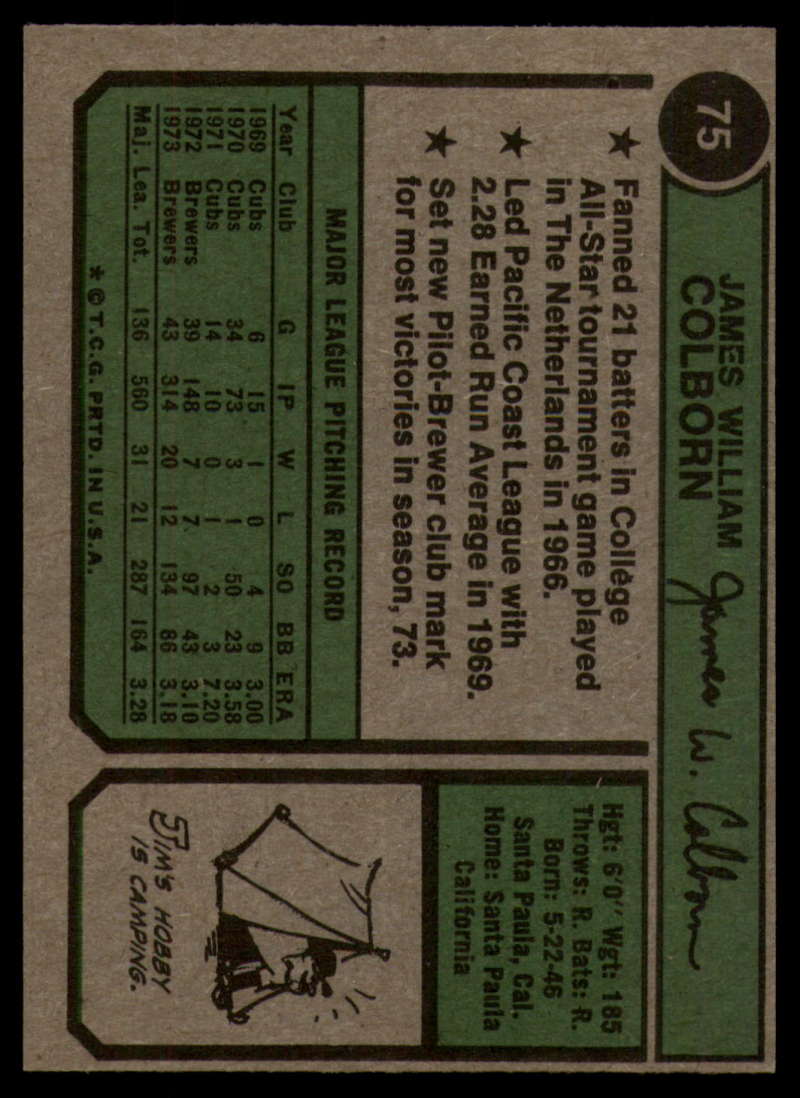 75
JAMES WILLIAM
COLBORN
James W. Colborn
★ Fanned 21 batters in College
All-Star tournament game played
in The Netherlands in 1966.
★ Led Pacific Coast League with
2.28 Earned Run Average in 1969.
★ Set new Pilot-Brewer club mark
for most victories in season, 73.
MAJOR LEAGUE PITCHING RECORD
Year Club G IP W L SO BB ERA
1969 Cubs 6 15 1 0 4 9 3.00
1970 Cubs 34 73 3 1 50 23 3.58
1971 Cubs 14 10 0 1 2 3 7.20
1972 Brewers 39 148 7 7 97 43 3.10
1973 Brewers 43 314 20 12 134 86 3.18
Maj. Lea. Tot. 136 560 31 21 287 164 3.28
* © T.C.G. PRTD. IN U.S.A.
Hgt: 6'0" Wgt: 185
Throws: R. Bats: R.
Born: 5-22-46
Santa Paula, Cal.
Home: Santa Paula
California
JIM'S HOBBY
IS CAMPING.